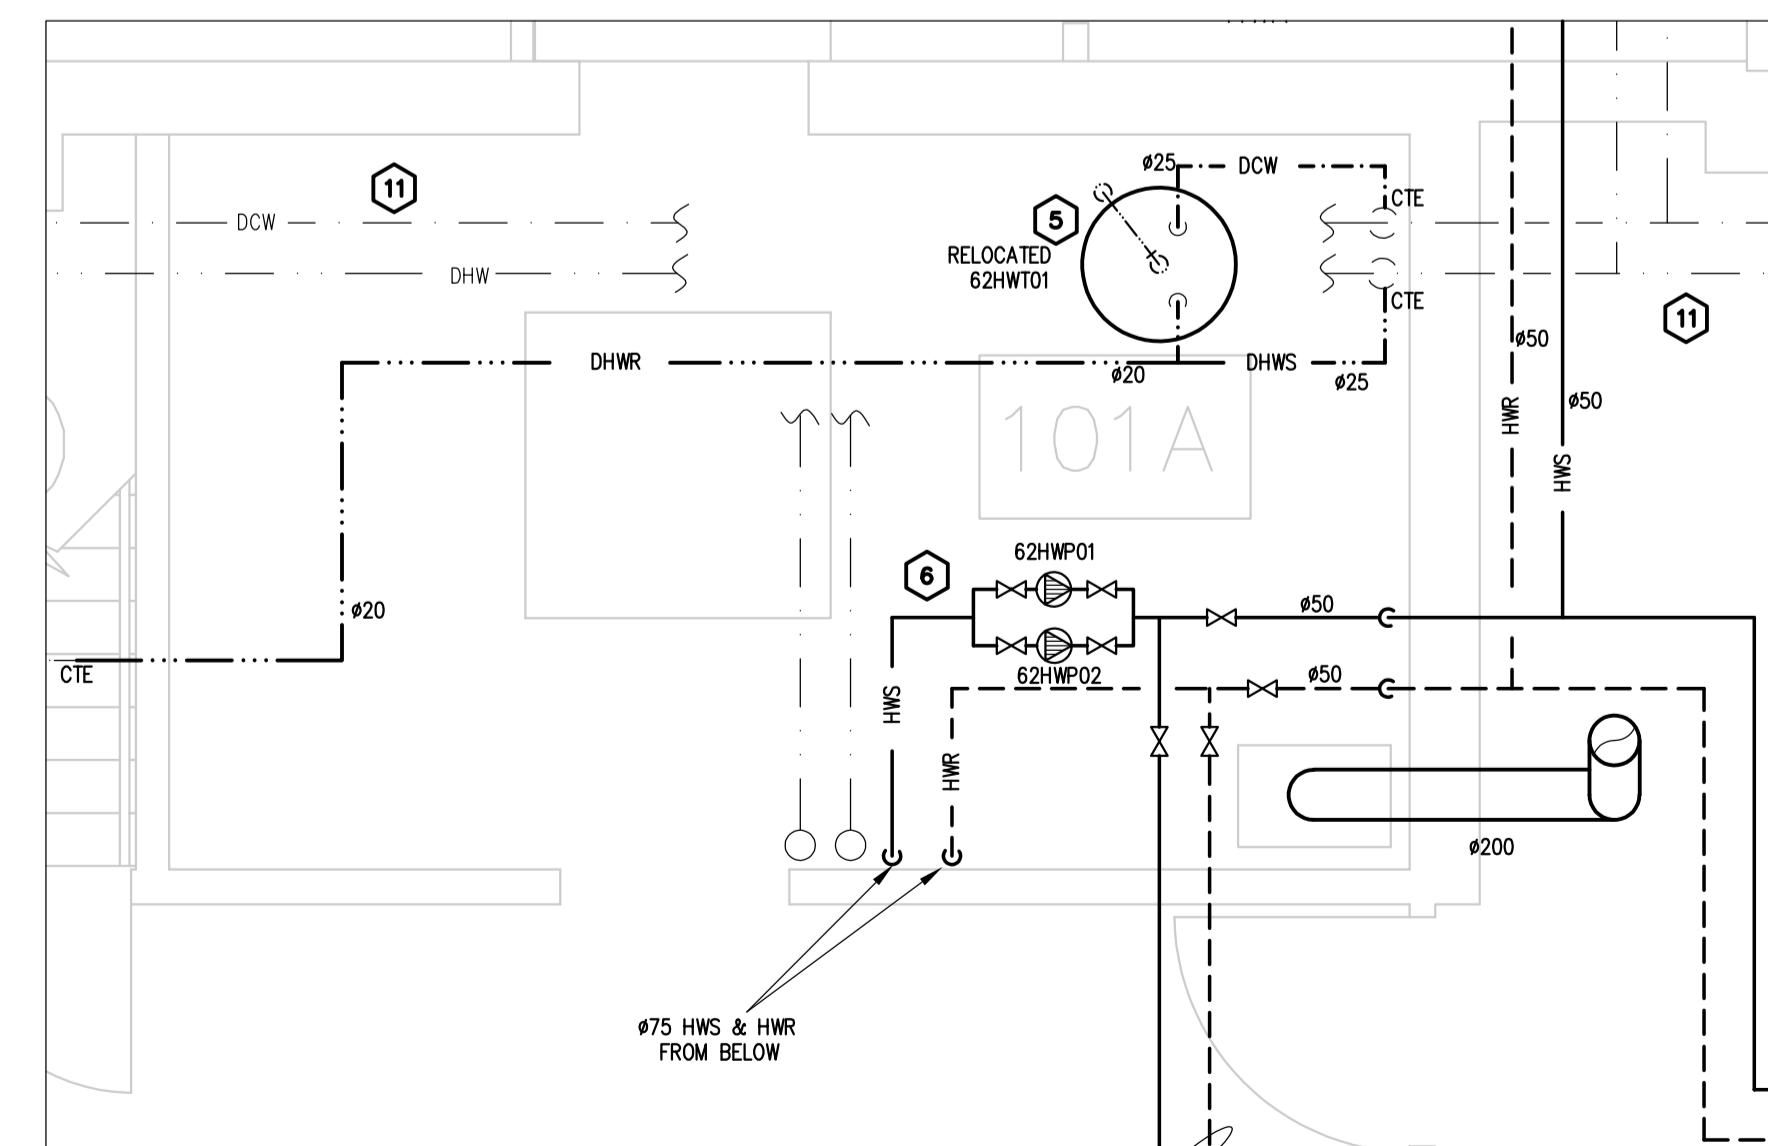 11
ø25
DCW
CTE
5
DCW
RELOCATED
62HWT01
DHW
CTE
11
ø50
DHWR
DHWS
ø20
ø25
ø50
HWR
101A
HWS
62HWP01
6
ø20
ø50
CTE
62HWP02
ø50
HWS
HWR
ø200
ø75 HWS & HWR
FROM BELOW